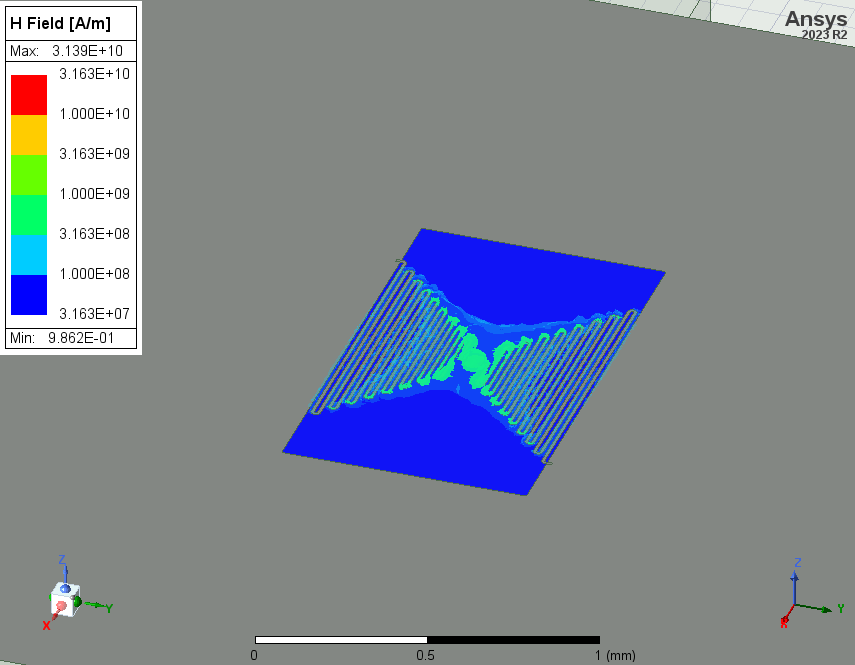 H Field [A/m]
Max: 3.139E+10
3.163E+10
1.000E+10
3.163E+09
1.000E+09
3.163E+08
1.000E+08
3.163E+07
Min: 9.862E-01
Ansys
2023 R2
Z
Y
X
Z
Y
X
0
0.5
1 (mm)